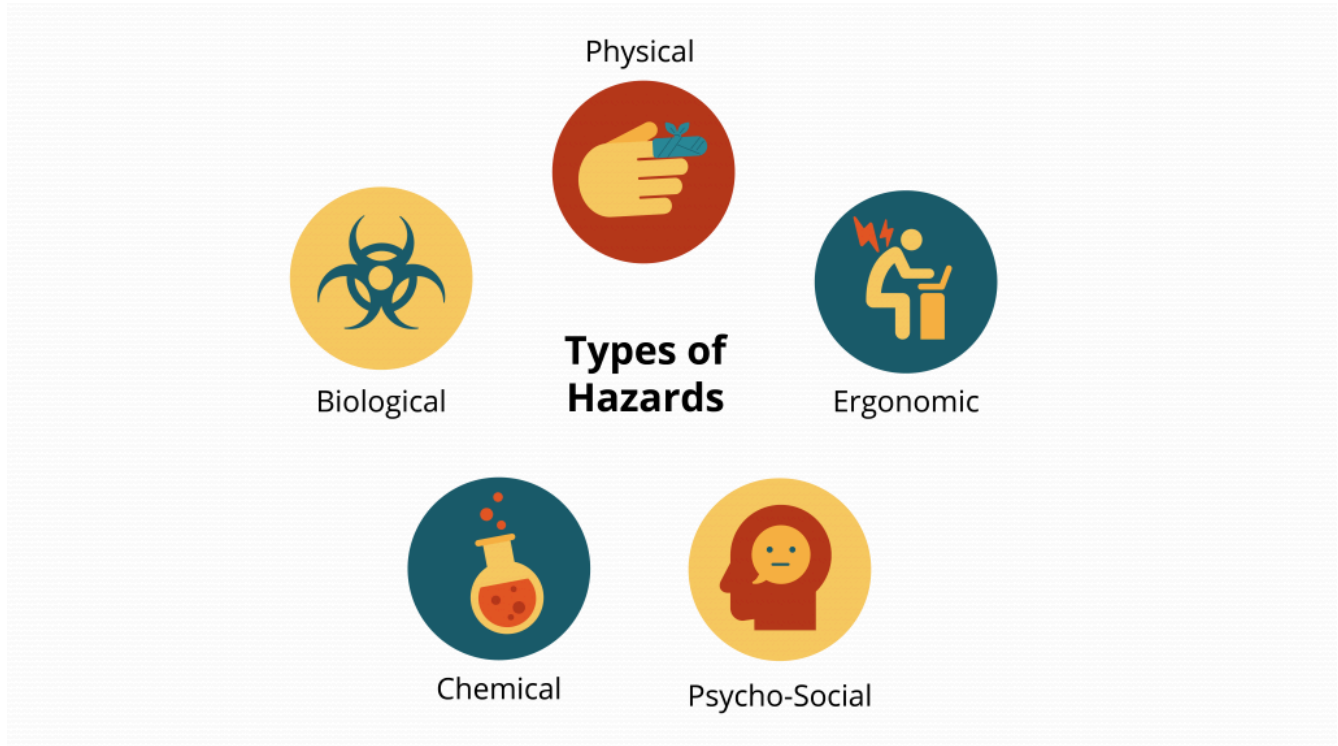 Physical
Biological
Types of
Hazards
Ergonomic
Chemical
Psycho-Social